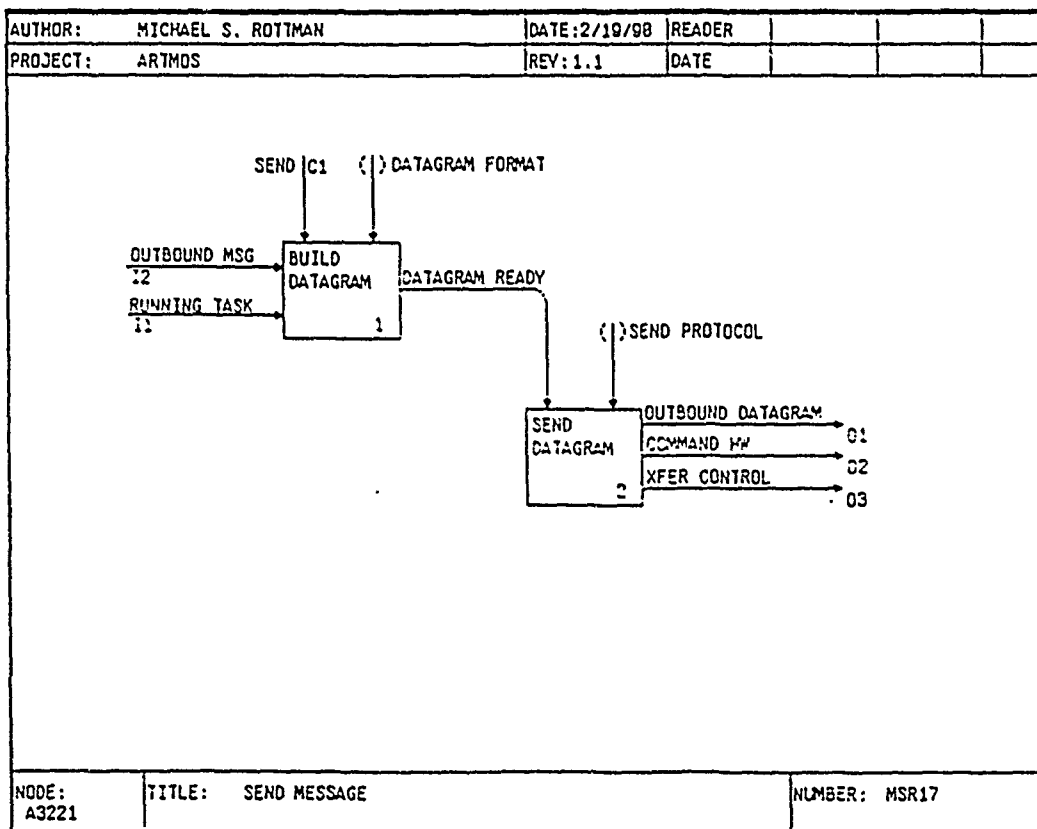 AUTHOR: MICHAEL S. ROTTMAN DATE:2/19/90 READER
PROJECT: ARTMOS REV:1.1 DATE
SEND C1 ( ) DATAGRAM FORMAT
OUTBOUND MSG
I2
RUNNING TASK
I1
BUILD
DATAGRAM
1
DATAGRAM READY
( ) SEND PROTOCOL
SEND
DATAGRAM
2
OUTBOUND DATAGRAM
O1
COMMAND HW
O2
XFER CONTROL
O3
NODE: TITLE: SEND MESSAGE NUMBER: MSR17
A3221